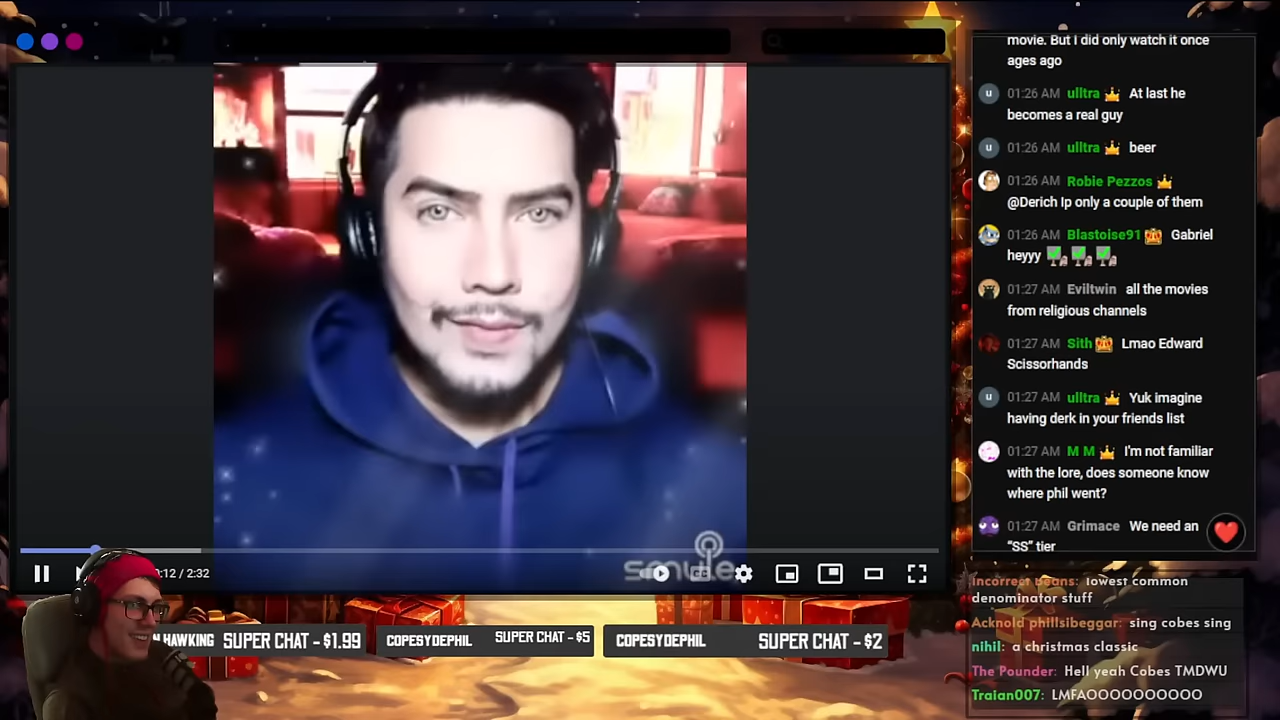 movie. But I did only watch it once
ages ago
u 01:26 AM ulltra At last he
becomes a real guy
u 01:26 AM ulltra beer
01:26 AM Robie Pezzos
@Derich Ip only a couple of them
01:26 AM Blastoise91 Gabriel
heyyy
01:27 AM Eviltwin all the movies
from religious channels
01:27 AM Sith Lmao Edward
Scissorhands
u 01:27 AM ulltra Yuk imagine
having derk in your friends list
01:27 AM M M I'm not familiar
with the lore, does someone know
where phil went?
01:27 AM Grimace We need an
"SS" tier
smule
:12 / 2:32
Incorrect Beans: lowest common
denominator stuff
Acknold phillsibeggar: sing cobes sing
nihil: a christmas classic
The Pounder: Hell yeah Cobes TMDWU
Traian007: LMFAOOOOOOOOOO
HAWKING SUPER CHAT - $1.99
COPESYDEPHIL SUPER CHAT - $5
COPESYDEPHIL SUPER CHAT - $2